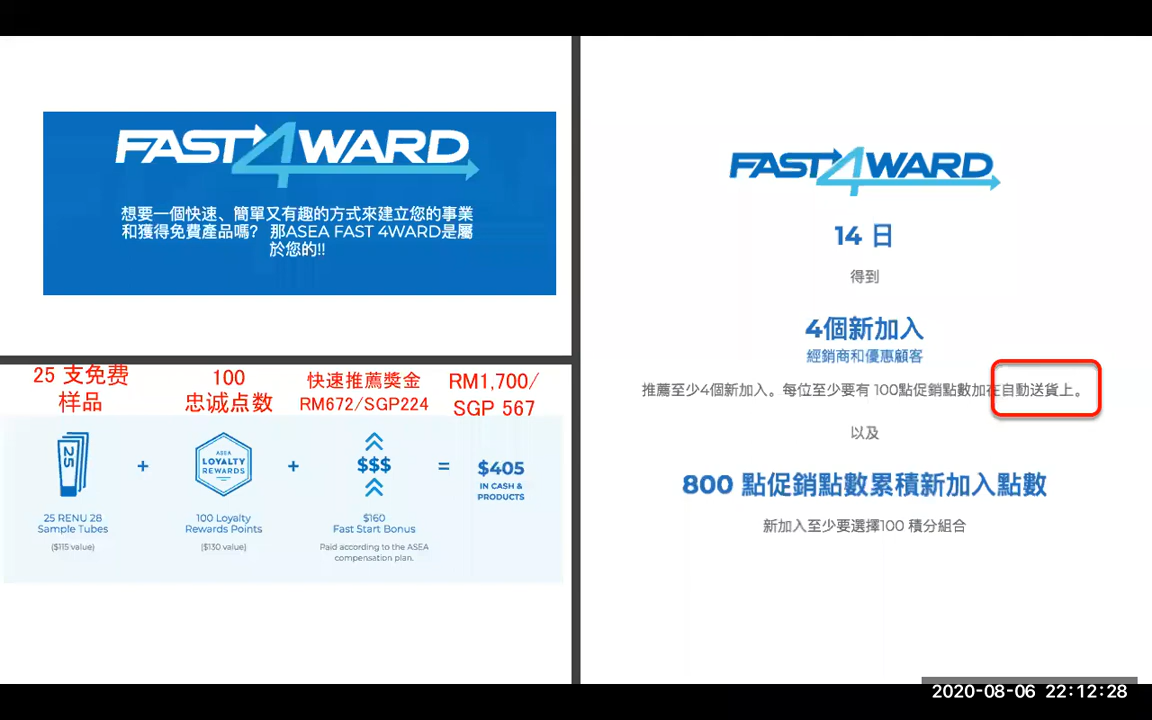 FAST4WARD
想要一個快速、簡單又有趣的方式來建立您的事業
和獲得免費產品嗎？ 那ASEA FAST 4WARD是屬
於您的!!
25 支免费
样品
100
忠诚点数
快速推薦獎金
RM672/SGP224
RM1,700/
SGP 567
25
+
ASEA
LOYALTY
REWARDS
+
$$$
=
$405
IN CASH &
PRODUCTS
25 RENU 28
Sample Tubes
($115 value)
100 Loyalty
Rewards Points
($130 value)
$160
Fast Start Bonus
Paid according to the ASEA
compensation plan.
FAST4WARD
14 日
得到
4個新加入
經銷商和優惠顧客
推薦至少4個新加入。每位至少要有 100點促銷點數加在自動送貨上。
以及
800 點促銷點數累積新加入點數
新加入至少要選擇100 積分組合
2020-08-06 22:12:28